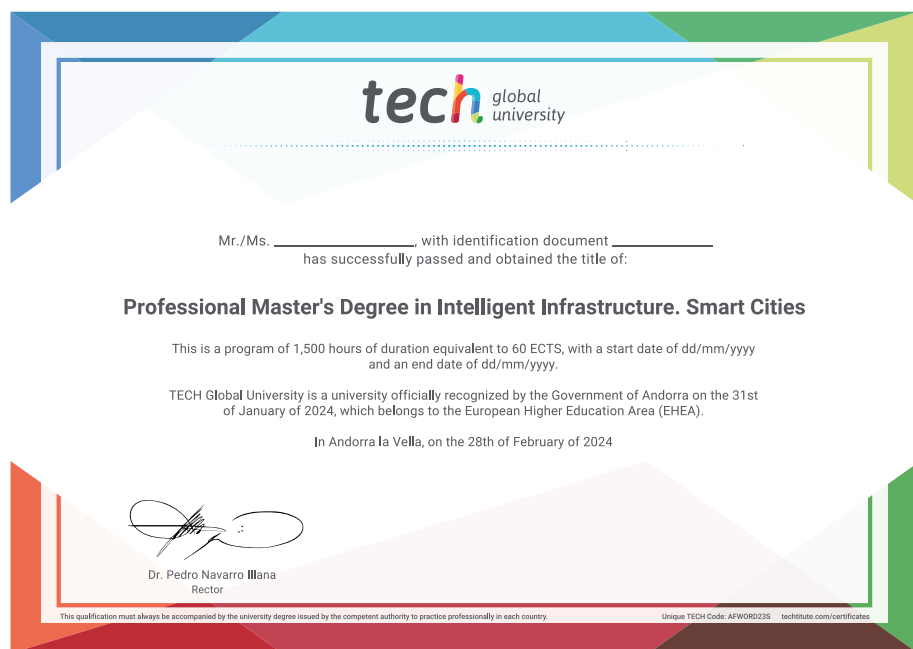 tech global
university
Mr./Ms. ____________, with identification document ____________
has successfully passed and obtained the title of:
Professional Master's Degree in Intelligent Infrastructure. Smart Cities
This is a program of 1,500 hours of duration equivalent to 60 ECTS, with a start date of dd/mm/yyyy
and an end date of dd/mm/yyyy.
TECH Global University is a university officially recognized by the Government of Andorra on the 31st
of January of 2024, which belongs to the European Higher Education Area (EHEA).
In Andorra la Vella, on the 28th of February of 2024
Dr. Pedro Navarro Illana
Rector
This qualification must always be accompanied by the university degree issued by the competent authority to practice professionally in each country.
Unique TECH Code: AFWORD23S techtitute.com/certificates